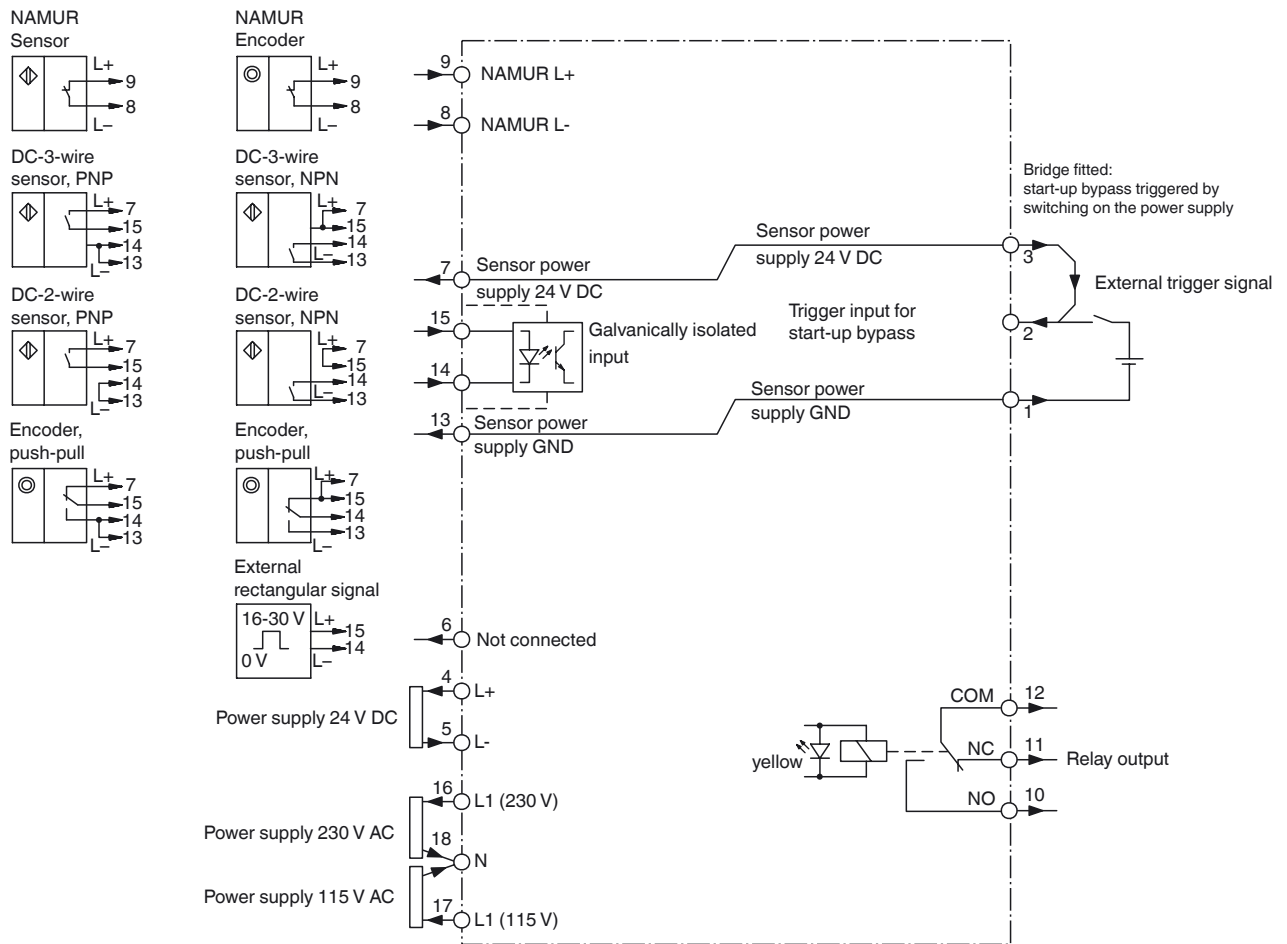 NAMUR
Sensor
L+
9
8
L–
NAMUR
Encoder
L+
9
8
L–
DC-3-wire
sensor, PNP
L+
7
15
14
13
L–
DC-3-wire
sensor, NPN
L+
7
15
14
L–
13
DC-2-wire
sensor, PNP
L+
7
15
14
L–
13
DC-2-wire
sensor, NPN
L+
7
15
14
L–
13
Encoder,
push-pull
L+
7
15
14
13
L–
Encoder,
push-pull
L+
7
15
14
13
L–
External
rectangular signal
16-30 V
0 V
L+
15
14
L–
9
NAMUR L+
8
NAMUR L-
7
Sensor power
supply 24 V DC
15
14
Galvanically isolated
input
13
Sensor power
supply GND
Sensor power
supply 24 V DC
Trigger input for
start-up bypass
Sensor power
supply GND
Bridge fitted:
start-up bypass triggered by
switching on the power supply
3
External trigger signal
2
1
6
Not connected
4
L+
Power supply 24 V DC
5
L-
16
L1 (230 V)
Power supply 230 V AC
18
N
Power supply 115 V AC
17
L1 (115 V)
yellow
COM
12
NC
11
Relay output
NO
10